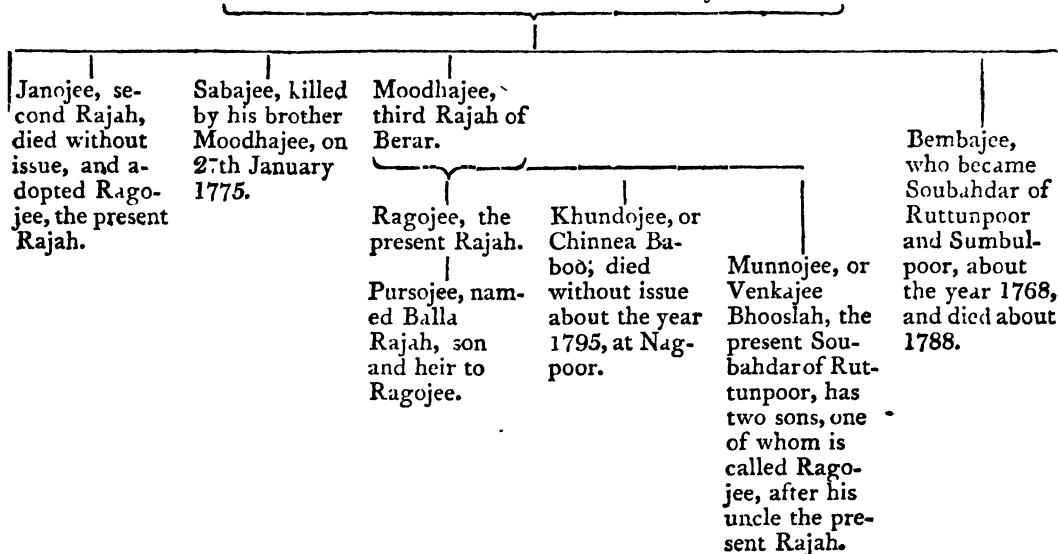 Janojee, se-
cond Rajah,
died without
issue, and a-
dopted Rago-
jee, the present
Rajah.
Sabajee, killed
by his brother
Moodhajee, on
27th January
1775.
Moodhajee,
third Rajah of
Berar.
Ragojee, the
present Rajah.
Pursojee, nam-
ed Balla
Rajah, son
and heir to
Ragojee.
Khundojee, or
Chinnea Ba-
boo; died
without issue
about the year
1795, at Nag-
poor.
Munnojee, or
Venkajee
Bhooslah, the
present Sou-
bahdar of Rut-
tunpoor, has
two sons, one
of whom is
called Rago-
jee, after his
uncle the pre-
sent Rajah.
Bembajee,
who became
Soubahdar of
Ruttunpoor
and Sumbul-
poor, about
the year 1768,
and died about
1788.